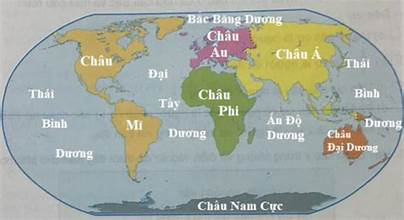 Bắc Băng Dương
Châu
Âu
Châu Á
Châu
Đại
Thái
Thái
Tây
Châu
Phi
Bình
Bình
Mĩ
Dương
Ấn Độ
Dương
Dương
Dương
Châu
Đại Dương
Châu Nam Cực